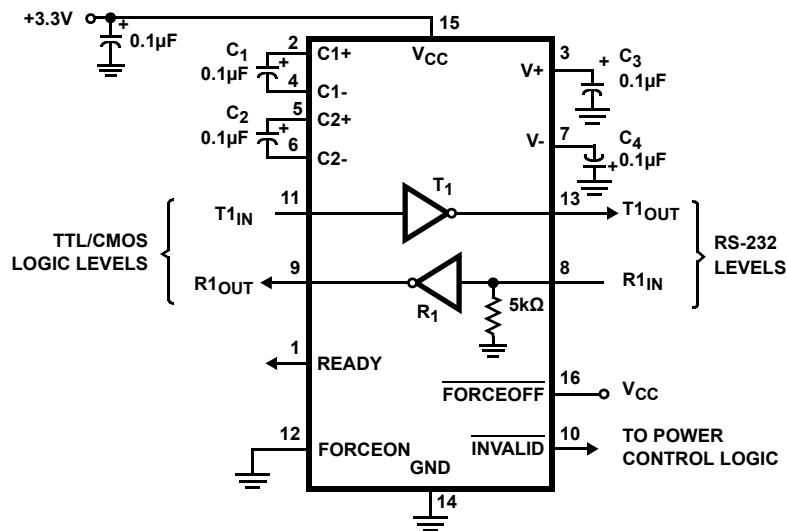 +3.3V
+
0.1µF
15
VCC
C1
0.1µF
+
2
C1+
4
C1-
C2
0.1µF
+
5
C2+
6
C2-
3
V+
+
C3
0.1µF
7
V-
C4
0.1µF
+
T1IN
11
T1
13
T1OUT
TTL/CMOS
LOGIC LEVELS
RS-232
LEVELS
R1OUT
9
R1
5kΩ
8
R1IN
1
READY
FORCEOFF
16
VCC
12
FORCEON
INVALID
10
TO POWER
CONTROL LOGIC
GND
14